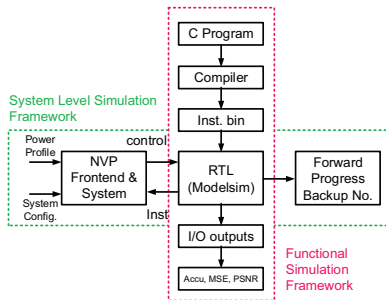 C Program
Compiler
System Level Simulation
Framework
Inst. bin
Power
Profile
control
NVP
Frontend &
System
RTL
(Modelsim)
Forward
Progress
Backup No.
System
Config.
Inst
I/O outputs
Functional
Simulation
Framework
Accu, MSE, PSNR